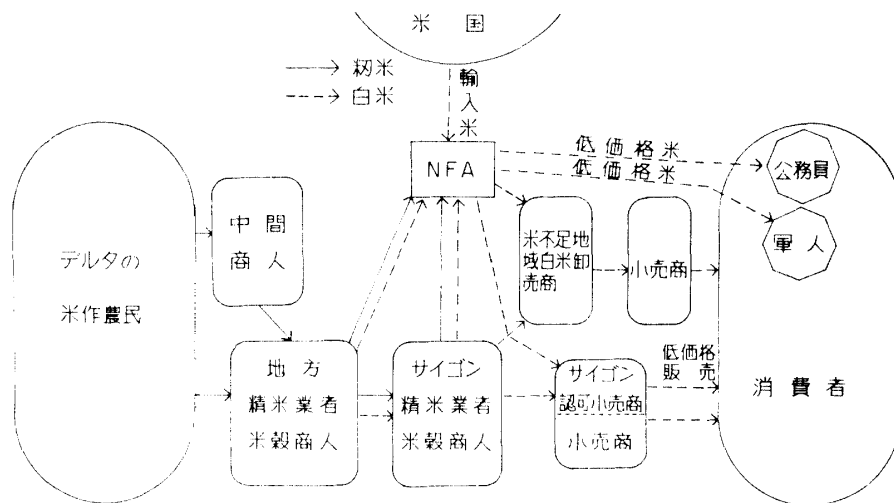 米国
籾米
白米
輸入米
NFA
低価格米
低価格米
公務員
軍人
中間
商人
デルタの
米作農民
米不足地
域白米卸
売商
小売商
地方
精米業者
米穀商人
サイゴン
精米業者
米穀商人
サイゴン
認可小売商
小売商
低価格
販売
消費者